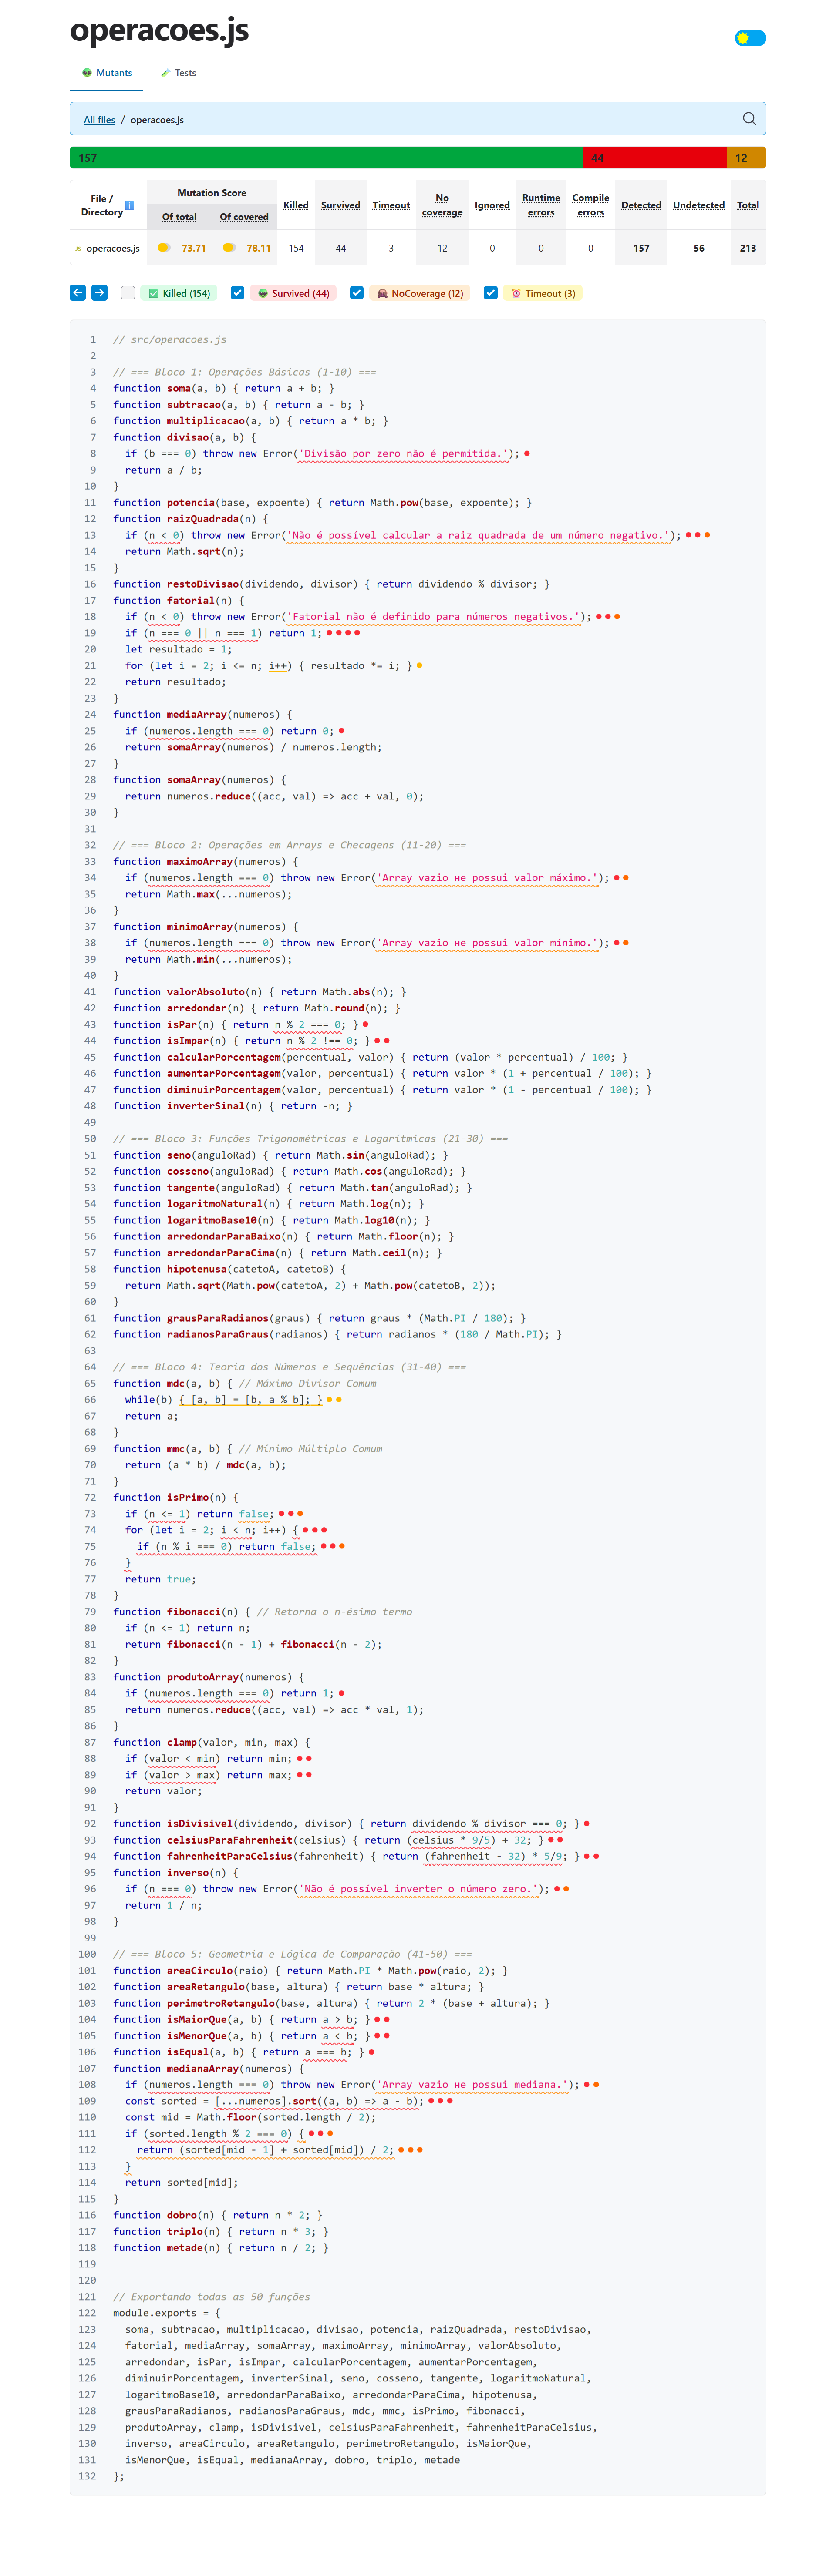 operacoes.js
Mutants Tests
All files / operacoes.js
157 44 12
File / Directory Mutation Score Of total Of covered Killed Survived Timeout No coverage Ignored Runtime errors Compile errors Detected Undetected Total
JS operacoes.js 73.71 78.11 154 44 3 12 0 0 0 157 56 213
Killed (154) Survived (44) NoCoverage (12) Timeout (3)
1 // src/operacoes.js
2
3 // === Bloco 1: Operações Básicas (1-10) ===
4 function soma(a, b) { return a + b; }
5 function subtracao(a, b) { return a - b; }
6 function multiplicacao(a, b) { return a * b; }
7 function divisao(a, b) {
8 if (b === 0) throw new Error('Divisão por zero não é permitida.');
9 return a / b;
10 }
11 function potencia(base, expoente) { return Math.pow(base, expoente); }
12 function raizQuadrada(n) {
13 if (n < 0) throw new Error('Não é possível calcular a raiz quadrada de um número negativo.');
14 return Math.sqrt(n);
15 }
16 function restoDivisao(dividendo, divisor) { return dividendo % divisor; }
17 function fatorial(n) {
18 if (n < 0) throw new Error('Fatorial não é definido para números negativos.');
19 if (n === 0 || n === 1) return 1;
20 let resultado = 1;
21 for (let i = 2; i <= n; i++) { resultado *= i; }
22 return resultado;
23 }
24 function mediaArray(numeros) {
25 if (numeros.length === 0) return 0;
26 return somaArray(numeros) / numeros.length;
27 }
28 function somaArray(numeros) {
29 return numeros.reduce((acc, val) => acc + val, 0);
30 }
31
32 // === Bloco 2: Operações em Arrays e Checagens (11-20) ===
33 function maximoArray(numeros) {
34 if (numeros.length === 0) throw new Error('Array vazio не possui valor máximo.');
35 return Math.max(...numeros);
36 }
37 function minimoArray(numeros) {
38 if (numeros.length === 0) throw new Error('Array vazio не possui valor mínimo.');
39 return Math.min(...numeros);
40 }
41 function valorAbsoluto(n) { return Math.abs(n); }
42 function arredondar(n) { return Math.round(n); }
43 function isPar(n) { return n % 2 === 0; }
44 function isImpar(n) { return n % 2 !== 0; }
45 function calcularPorcentagem(percentual, valor) { return (valor * percentual) / 100; }
46 function aumentarPorcentagem(valor, percentual) { return valor * (1 + percentual / 100); }
47 function diminuirPorcentagem(valor, percentual) { return valor * (1 - percentual / 100); }
48 function inverterSinal(n) { return -n; }
49
50 // === Bloco 3: Funções Trigonométricas e Logarítmicas (21-30) ===
51 function seno(anguloRad) { return Math.sin(anguloRad); }
52 function cosseno(anguloRad) { return Math.cos(anguloRad); }
53 function tangente(anguloRad) { return Math.tan(anguloRad); }
54 function logaritmoNatural(n) { return Math.log(n); }
55 function logaritmoBase10(n) { return Math.log10(n); }
56 function arredondarParaBaixo(n) { return Math.floor(n); }
57 function arredondarParaCima(n) { return Math.ceil(n); }
58 function hipotenusa(catetoA, catetoB) {
59 return Math.sqrt(Math.pow(catetoA, 2) + Math.pow(catetoB, 2));
60 }
61 function grausParaRadianos(graus) { return graus * (Math.PI / 180); }
62 function radianosParaGraus(radianos) { return radianos * (180 / Math.PI); }
63
64 // === Bloco 4: Teoria dos Números e Sequências (31-40) ===
65 function mdc(a, b) { // Máximo Divisor Comum
66 while(b) { [a, b] = [b, a % b]; }
67 return a;
68 }
69 function mmc(a, b) { // Mínimo Múltiplo Comum
70 return (a * b) / mdc(a, b);
71 }
72 function isPrimo(n) {
73 if (n <= 1) return false;
74 for (let i = 2; i < n; i++) {
75 if (n % i === 0) return false;
76 }
77 return true;
78 }
79 function fibonacci(n) { // Retorna o n-ésimo termo
80 if (n <= 1) return n;
81 return fibonacci(n - 1) + fibonacci(n - 2);
82 }
83 function produtoArray(numeros) {
84 if (numeros.length === 0) return 1;
85 return numeros.reduce((acc, val) => acc * val, 1);
86 }
87 function clamp(valor, min, max) {
88 if (valor < min) return min;
89 if (valor > max) return max;
90 return valor;
91 }
92 function isDivisivel(dividendo, divisor) { return dividendo % divisor === 0; }
93 function celsiusParaFahrenheit(celsius) { return (celsius * 9/5) + 32; }
94 function fahrenheitParaCelsius(fahrenheit) { return (fahrenheit - 32) * 5/9; }
95 function inverso(n) {
96 if (n === 0) throw new Error('Não é possível inverter o número zero.');
97 return 1 / n;
98 }
99
100 // === Bloco 5: Geometria e Lógica de Comparação (41-50) ===
101 function areaCirculo(raio) { return Math.PI * Math.pow(raio, 2); }
102 function areaRetangulo(base, altura) { return base * altura; }
103 function perimetroRetangulo(base, altura) { return 2 * (base + altura); }
104 function isMaiorQue(a, b) { return a > b; }
105 function isMenorQue(a, b) { return a < b; }
106 function isEqual(a, b) { return a === b; }
107 function medianaArray(numeros) {
108 if (numeros.length === 0) throw new Error('Array vazio не possui mediana.');
109 const sorted = [...numeros].sort((a, b) => a - b);
110 const mid = Math.floor(sorted.length / 2);
111 if (sorted.length % 2 === 0) {
112 return (sorted[mid - 1] + sorted[mid]) / 2;
113 }
114 return sorted[mid];
115 }
116 function dobro(n) { return n * 2; }
117 function triplo(n) { return n * 3; }
118 function metade(n) { return n / 2; }
119
120
121 // Exportando todas as 50 funções
122 module.exports = {
123 soma, subtracao, multiplicacao, divisao, potencia, raizQuadrada, restoDivisao,
124 fatorial, mediaArray, somaArray, maximoArray, minimoArray, valorAbsoluto,
125 arredondar, isPar, isImpar, calcularPorcentagem, aumentarPorcentagem,
126 diminuirPorcentagem, inverterSinal, seno, cosseno, tangente, logaritmoNatural,
127 logaritmoBase10, arredondarParaBaixo, arredondarParaCima, hipotenusa,
128 grausParaRadianos, radianosParaGraus, mdc, mmc, isPrimo, fibonacci,
129 produtoArray, clamp, isDivisivel, celsiusParaFahrenheit, fahrenheitParaCelsius,
130 inverso, areaCirculo, areaRetangulo, perimetroRetangulo, isMaiorQue,
131 isMenorQue, isEqual, medianaArray, dobro, triplo, metade
132 };